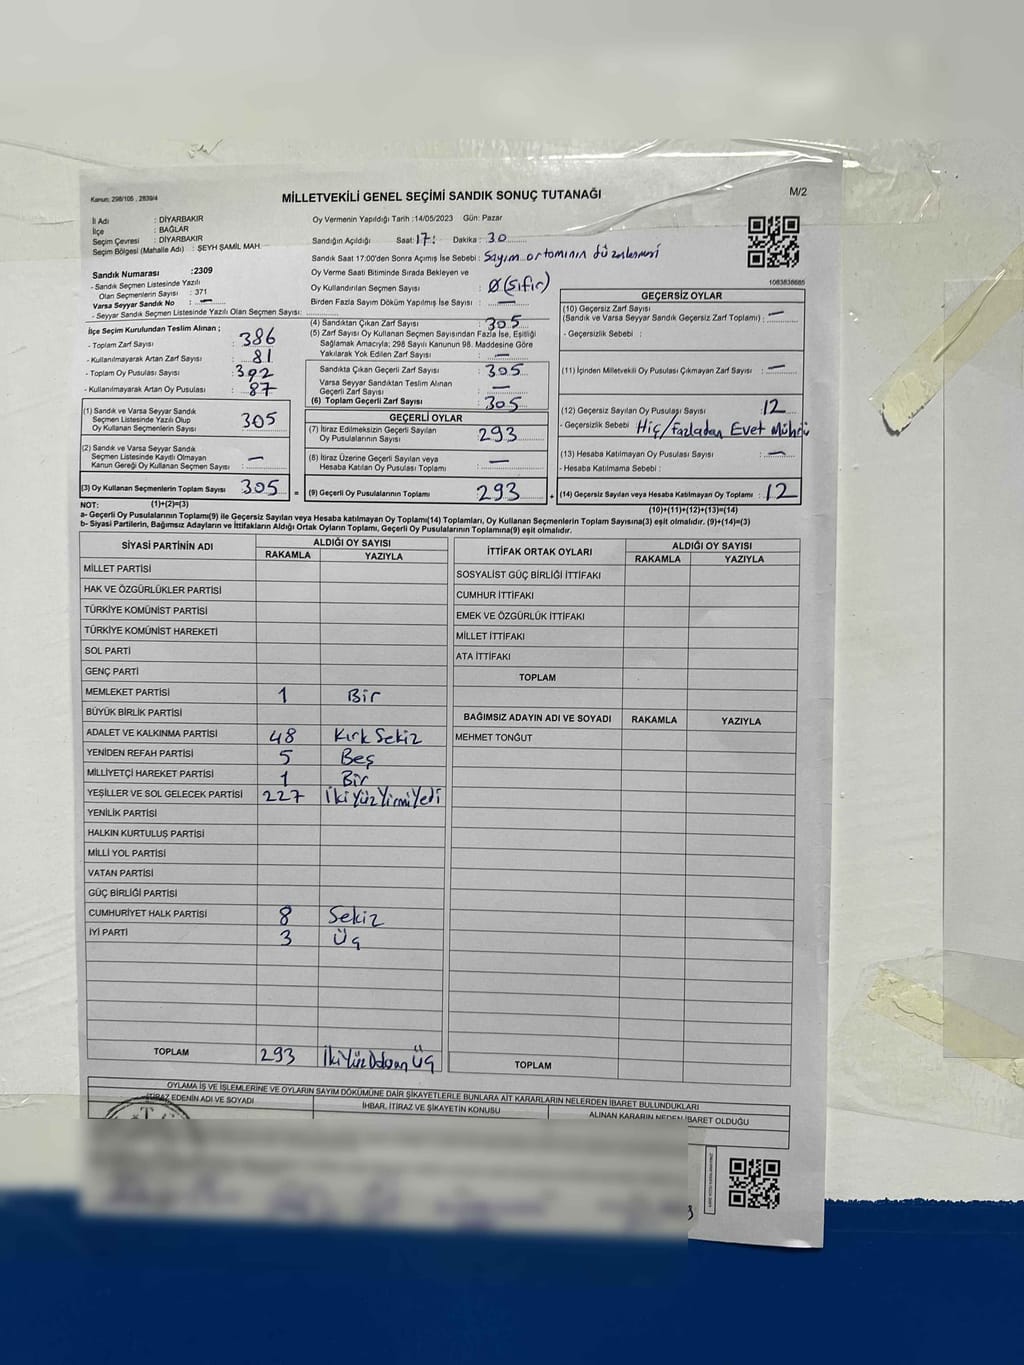 Kanun: 298/105 , 2839/4
MİLLETVEKİLİ GENEL SEÇİMİ SANDIK SONUÇ TUTANAĞI
M/2
İl Adı : DİYARBAKIR
İlçe : BAĞLAR
Seçim Çevresi : DİYARBAKIR
Seçim Bölgesi (Mahalle Adı) : ŞEYH ŞAMİL MAH.
Sandık Numarası :2309
- Sandık Seçmen Listesinde Yazılı
Olan Seçmenlerin Sayısı : 371
Varsa Seyyar Sandık No : —
- Seyyar Sandık Seçmen Listesinde Yazılı Olan Seçmen Sayısı:
İlçe Seçim Kurulundan Teslim Alınan ;
- Toplam Zarf Sayısı : 386
- Kullanılmayarak Artan Zarf Sayısı : 81
- Toplam Oy Pusulası Sayısı : 392
- Kullanılmayarak Artan Oy Pusulası : 87
(1) Sandık ve Varsa Seyyar Sandık
Seçmen Listesinde Yazılı Olup
Oy Kullanan Seçmenlerin Sayısı 305
(2) Sandık ve Varsa Seyyar Sandık
Seçmen Listesinde Kayıtlı Olmayan
Kanun Gereği Oy Kullanan Seçmen Sayısı —
(3) Oy Kullanan Seçmenlerin Toplam Sayısı 305
(1)+(2)=(3)
Oy Vermenin Yapıldığı Tarih :14/05/2023 Gün: Pazar
Sandığın Açıldığı Saat: 17: Dakika : 30
Sandık Saat 17:00'den Sonra Açımış İse Sebebi : Sayım ortamının düzenlenmesi
Oy Verme Saati Bitiminde Sırada Bekleyen ve
Oy Kullandırılan Seçmen Sayısı : Ø (Sıfır)
Birden Fazla Sayım Döküm Yapılmış İse Sayısı : —
(4) Sandıktan Çıkan Zarf Sayısı : 305
(5) Zarf Sayısı Oy Kullanan Seçmen Sayısından Fazla İse, Eşitliği
Sağlamak Amacıyla; 298 Sayılı Kanunun 98. Maddesine Göre
Yakılarak Yok Edilen Zarf Sayısı : —
Sandıkta Çıkan Geçerli Zarf Sayısı : 305
Varsa Seyyar Sandıktan Teslim Alınan
Geçerli Zarf Sayısı : —
(6) Toplam Geçerli Zarf Sayısı : 305
GEÇERLİ OYLAR
(7) İtiraz Edilmeksizin Geçerli Sayılan
Oy Pusulalarının Sayısı : 293
(8) İtiraz Üzerine Geçerli Sayılan veya
Hesaba Katılan Oy Pusulası Toplamı : —
= (9) Geçerli Oy Pusulalarının Toplamı : 293
1083838685
GEÇERSİZ OYLAR
(10) Geçersiz Zarf Sayısı
(Sandık ve Varsa Seyyar Sandık Geçersiz Zarf Toplamı) : —
- Geçersizlik Sebebi :
(11) İçinden Milletvekili Oy Pusulası Çıkmayan Zarf Sayısı : —
(12) Geçersiz Sayılan Oy Pusulası Sayısı : 12
- Geçersizlik Sebebi : Hiç/Fazladan Evet Mührü
(13) Hesaba Katılmayan Oy Pusulası Sayısı : —
- Hesaba Katılmama Sebebi :
+ (14) Geçersiz Sayılan veya Hesaba Katılmayan Oy Toplamı : 12
(10)+(11)+(12)+(13)=(14)
NOT:
a- Geçerli Oy Pusulalarının Toplamı(9) ile Geçersiz Sayılan veya Hesaba katılmayan Oy Toplamı(14) Toplamları, Oy Kullanan Seçmenlerin Toplam Sayısına(3) eşit olmalıdır. (9)+(14)=(3)
b- Siyasi Partilerin, Bağımsız Adayların ve İttifakların Aldığı Ortak Oyların Toplamı, Geçerli Oy Pusulalarının Toplamına(9) eşit olmalıdır.
SİYASİ PARTİNİN ADI ALDIĞI OY SAYISI
RAKAMLA YAZIYLA
MİLLET PARTİSİ
HAK VE ÖZGÜRLÜKLER PARTİSİ
TÜRKİYE KOMÜNİST PARTİSİ
TÜRKİYE KOMÜNİST HAREKETİ
SOL PARTİ
GENÇ PARTİ
MEMLEKET PARTİSİ 1 Bir
BÜYÜK BİRLİK PARTİSİ
ADALET VE KALKINMA PARTİSİ 48 Kırk Sekiz
YENİDEN REFAH PARTİSİ 5 Beş
MİLLİYETÇİ HAREKET PARTİSİ 1 Bir
YEŞİLLER VE SOL GELECEK PARTİSİ 227 İkiYüzYirmiYedi
YENİLİK PARTİSİ
HALKIN KURTULUŞ PARTİSİ
MİLLİ YOL PARTİSİ
VATAN PARTİSİ
GÜÇ BİRLİĞİ PARTİSİ
CUMHURİYET HALK PARTİSİ 8 Sekiz
İYİ PARTİ 3 Üç
TOPLAM 293 İkiYüz Üç
İTTİFAK ORTAK OYLARI ALDIĞI OY SAYISI
RAKAMLA YAZIYLA
SOSYALİST GÜÇ BİRLİĞİ İTTİFAKI
CUMHUR İTTİFAKI
EMEK VE ÖZGÜRLÜK İTTİFAKI
MİLLET İTTİFAKI
ATA İTTİFAKI
TOPLAM
BAĞIMSIZ ADAYIN ADI VE SOYADI RAKAMLA YAZIYLA
MEHMET TONĞUT
TOPLAM
OYLAMA İŞ VE İŞLEMLERİNE VE OYLARIN SAYIM DÖKÜMÜNE DAİR ŞİKAYETLERLE BUNLARA AİT KARARLARIN NELERDEN İBARET BULUNDUKLARI
İTİRAZ EDENİN ADI VE SOYADI İHBAR, İTİRAZ VE ŞİKAYETİN KONUSU ALINAN KARARIN NEDEN İBARET OLDUĞU